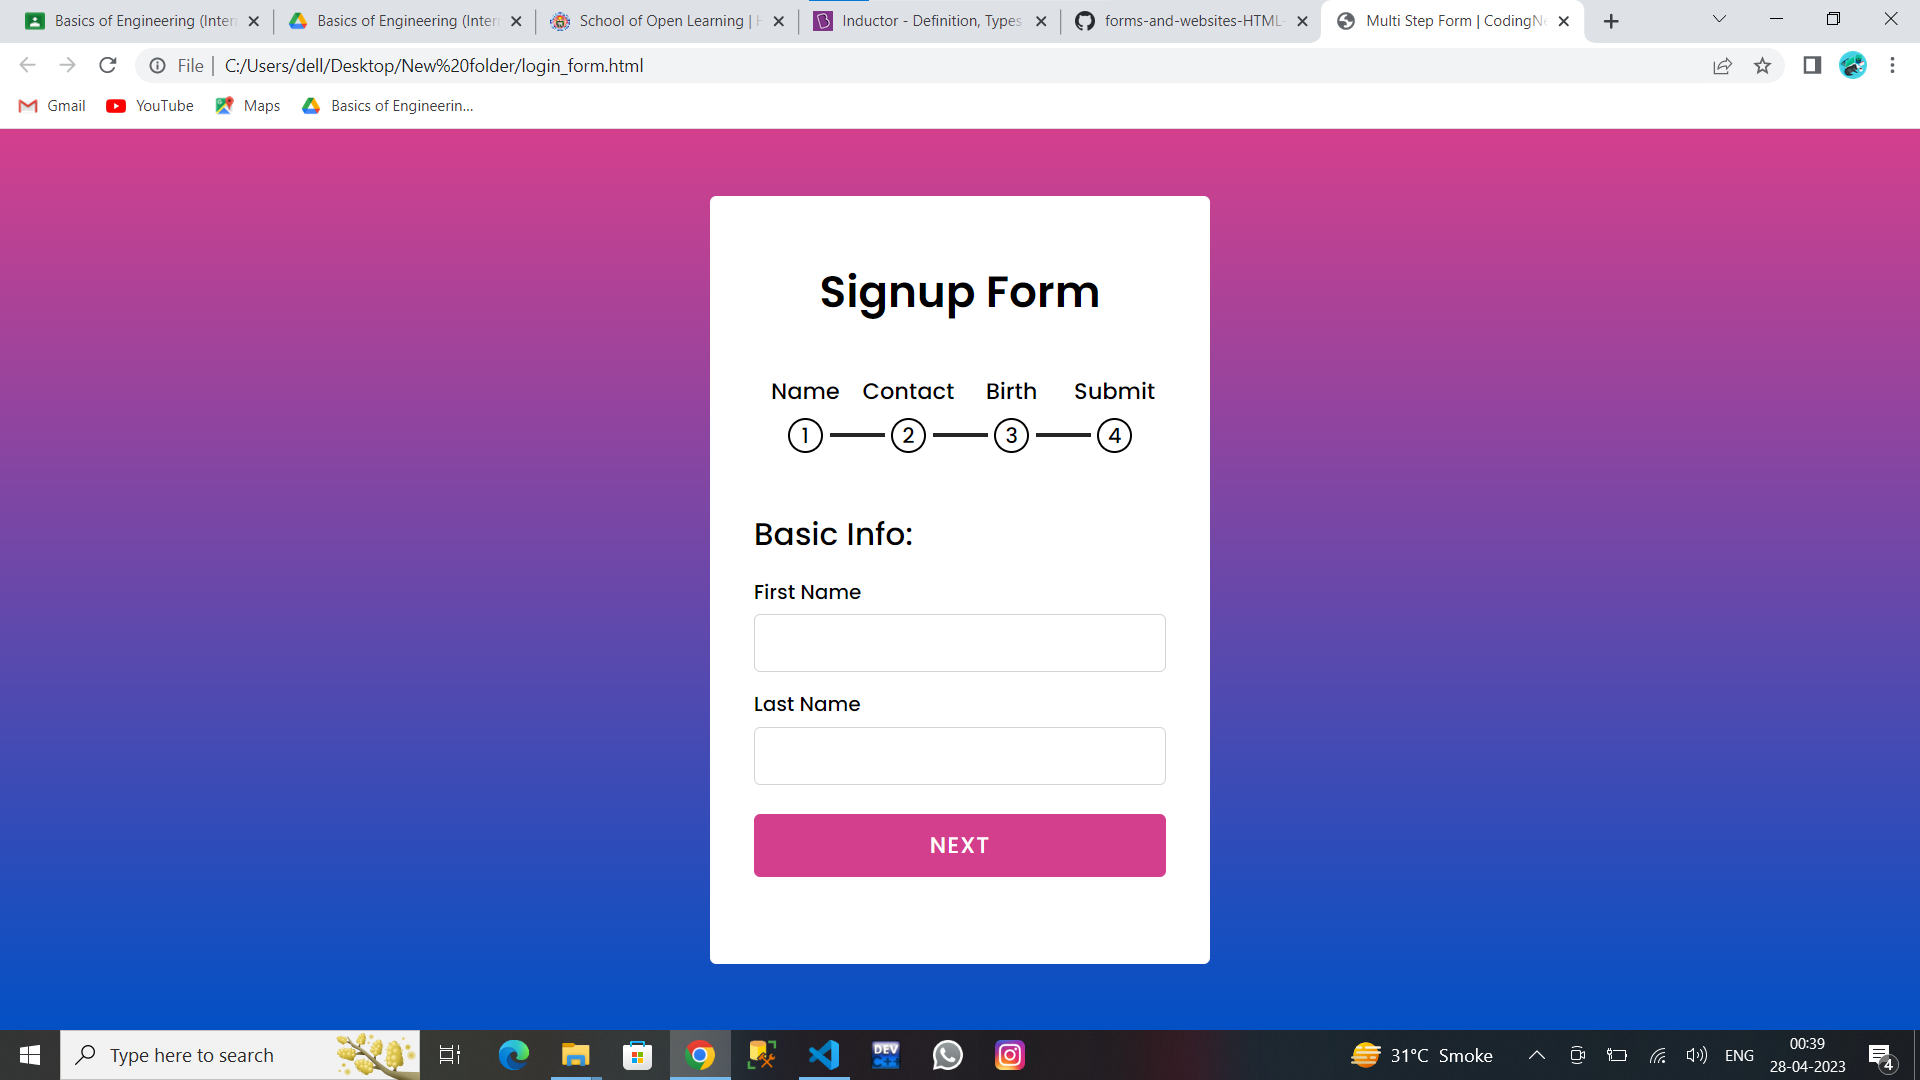 Basics of Engineering (Inter
Basics of Engineering (Inter
School of Open Learning | H
Inductor - Definition, Types
forms-and-websites-HTML-
Multi Step Form | CodingNe
File | C:/Users/dell/Desktop/New%20folder/login_form.html
Gmail
YouTube
Maps
Basics of Engineerin...
Signup Form
Name Contact Birth Submit
1 2 3 4
Basic Info:
First Name
Last Name
NEXT
Type here to search
DEV
31°C Smoke
ENG
00:39
28-04-2023
4